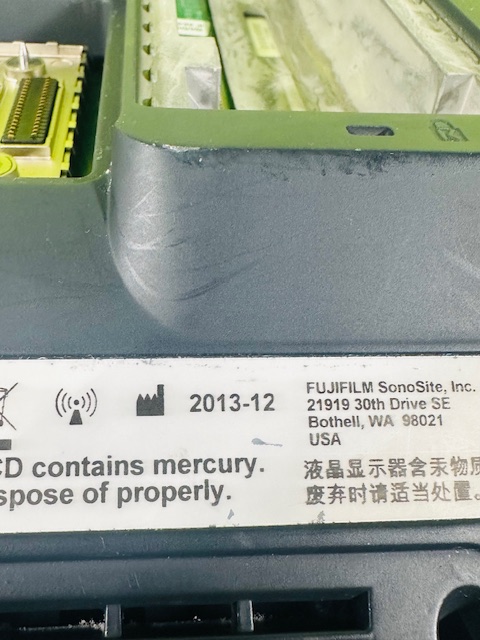 2013-12
FUJIFILM SonoSite, Inc.
21919 30th Drive SE
Bothell, WA 98021
USA
CD contains mercury.
spose of properly.
液晶显示器含汞物质
废弃时请适当处置。